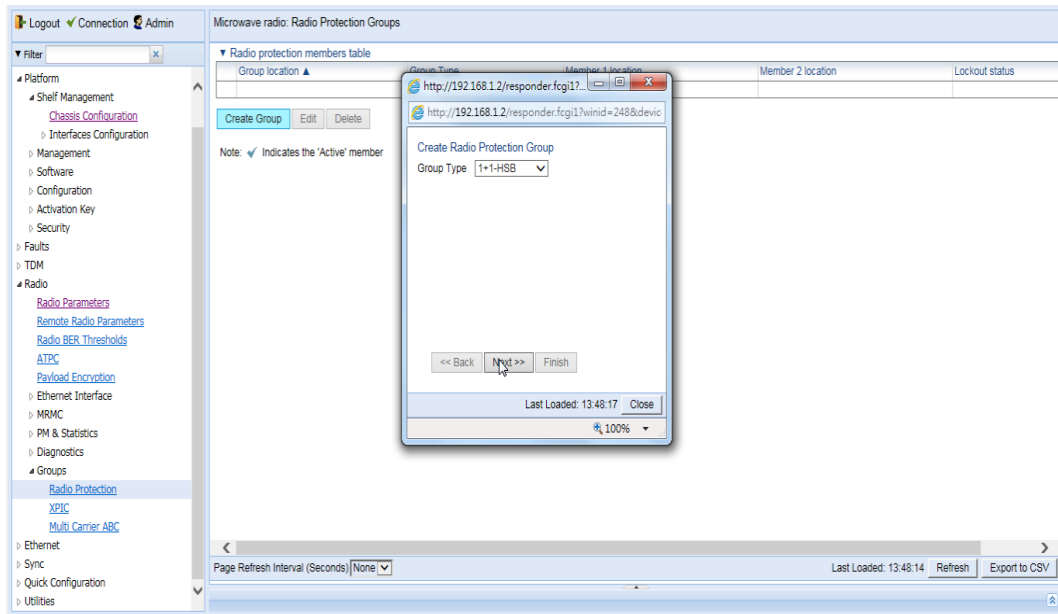 Logout Connection Admin
Filter x
Platform
Shelf Management
Chassis Configuration
Interfaces Configuration
Management
Software
Configuration
Activation Key
Security
Faults
TDM
Radio
Radio Parameters
Remote Radio Parameters
Radio BER Thresholds
ATPC
Payload Encryption
Ethernet Interface
MRMC
PM & Statistics
Diagnostics
Groups
Radio Protection
XPIC
Multi Carrier ABC
Ethernet
Sync
Quick Configuration
Utilities
Microwave radio: Radio Protection Groups
Radio protection members table
Group location ▲ Group Type Member 1 location Member 2 location Lockout status
Create Group Edit Delete
Note: ✔ Indicates the 'Active' member
http://192.168.1.2/responder.fcgi1?...
http://192.168.1.2/responder.fcgi1?winid=248&devic
Create Radio Protection Group
Group Type 1+1-HSB
<< Back Next >> Finish
Last Loaded: 13:48:17 Close
100%
Page Refresh Interval (Seconds) None Last Loaded: 13:48:14 Refresh Export to CSV